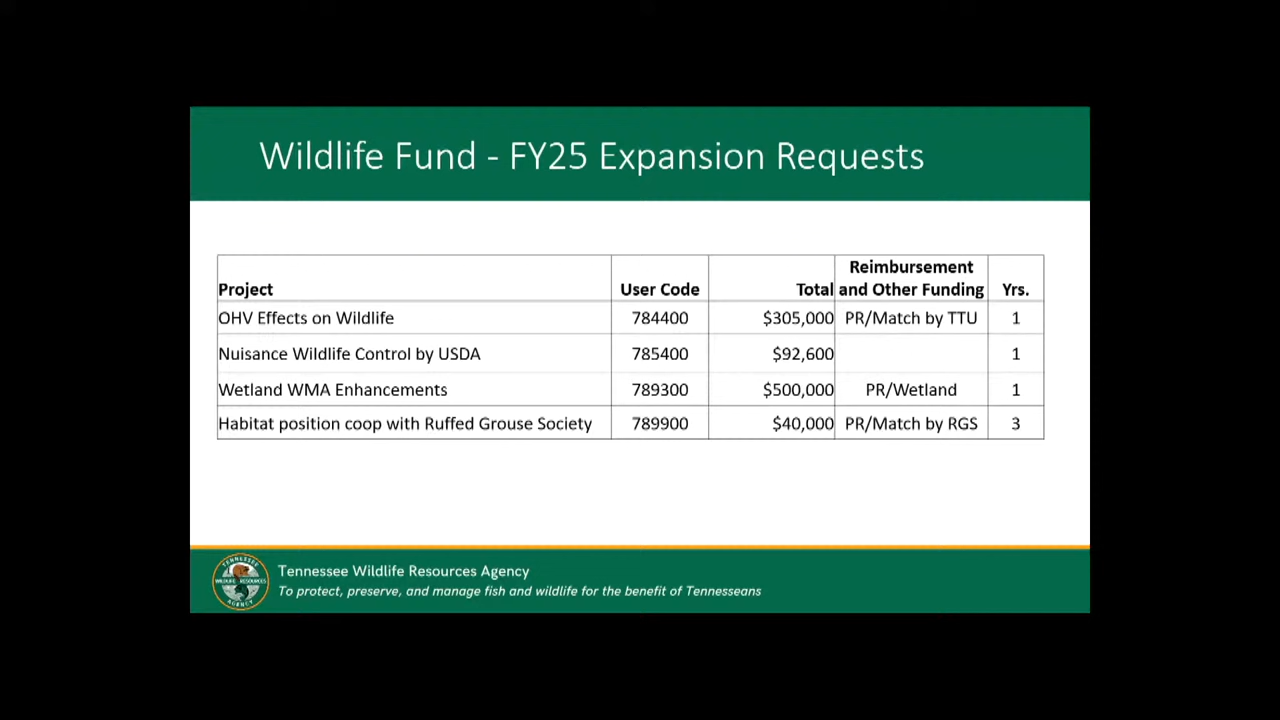 Wildlife Fund - FY25 Expansion Requests
Project User Code Total Reimbursement and Other Funding Yrs.
OHV Effects on Wildlife 784400 $305,000 PR/Match by TTU 1
Nuisance Wildlife Control by USDA 785400 $92,600 1
Wetland WMA Enhancements 789300 $500,000 PR/Wetland 1
Habitat position coop with Ruffed Grouse Society 789900 $40,000 PR/Match by RGS 3
TENNESSEE
WILDLIFE RESOURCES
AGENCY
Tennessee Wildlife Resources Agency
To protect, preserve, and manage fish and wildlife for the benefit of Tennesseans